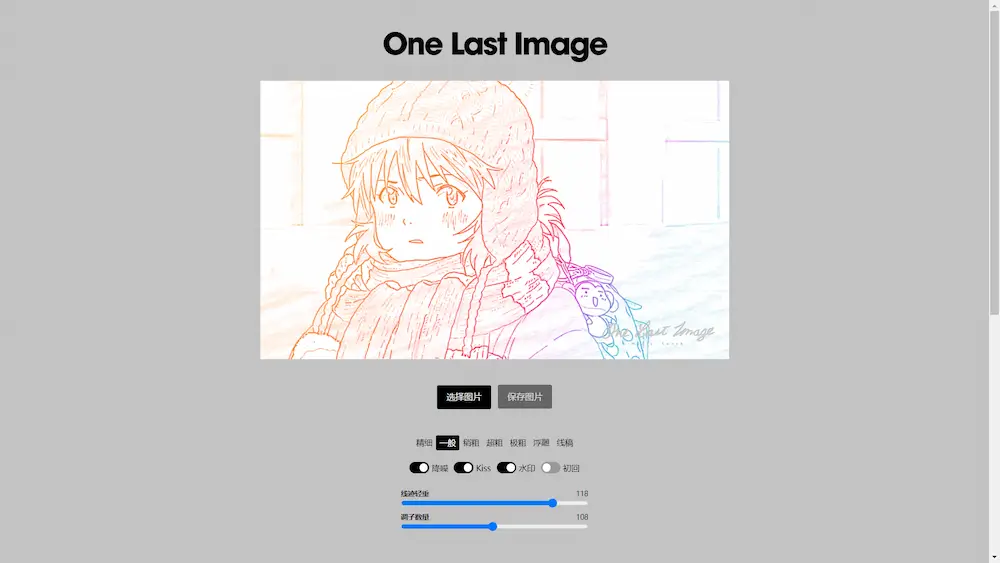 One Last Image
One Last Image
选择图片 保存图片
精细 一般 稍粗 超粗 极粗 浮雕 线稿
降噪 Kiss 水印 初回
线迹轻重 118
调子数量 108